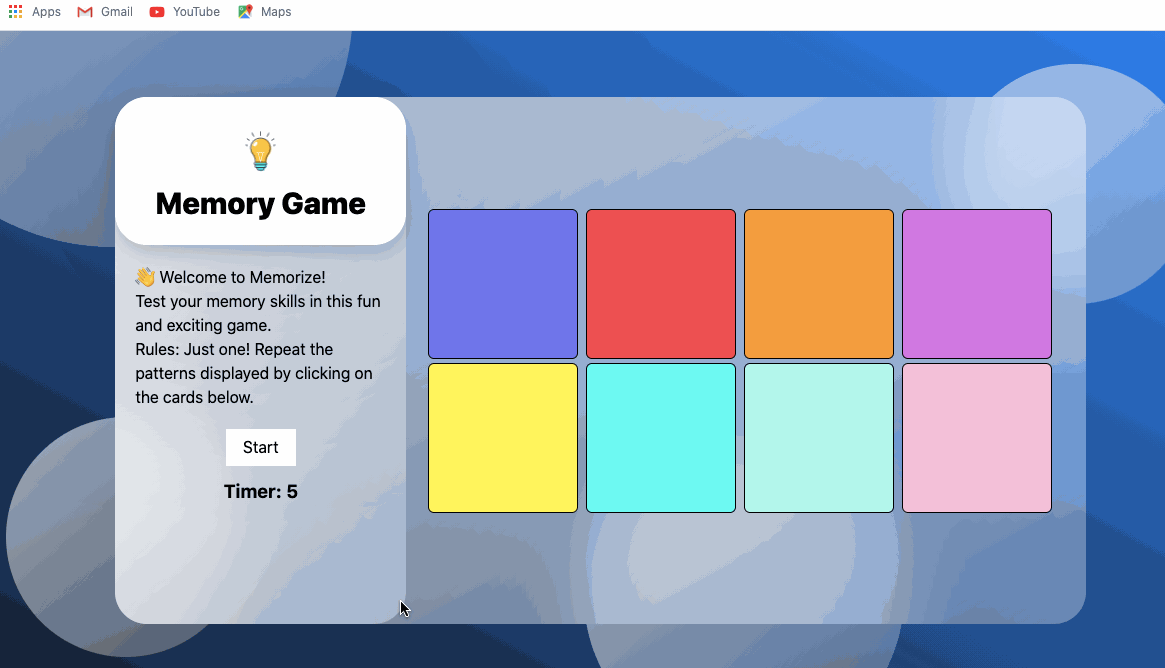 Apps Gmail YouTube Maps
Memory Game
👋 Welcome to Memorize!
Test your memory skills in this fun
and exciting game.
Rules: Just one! Repeat the
patterns displayed by clicking on
the cards below.
Start
Timer: 5